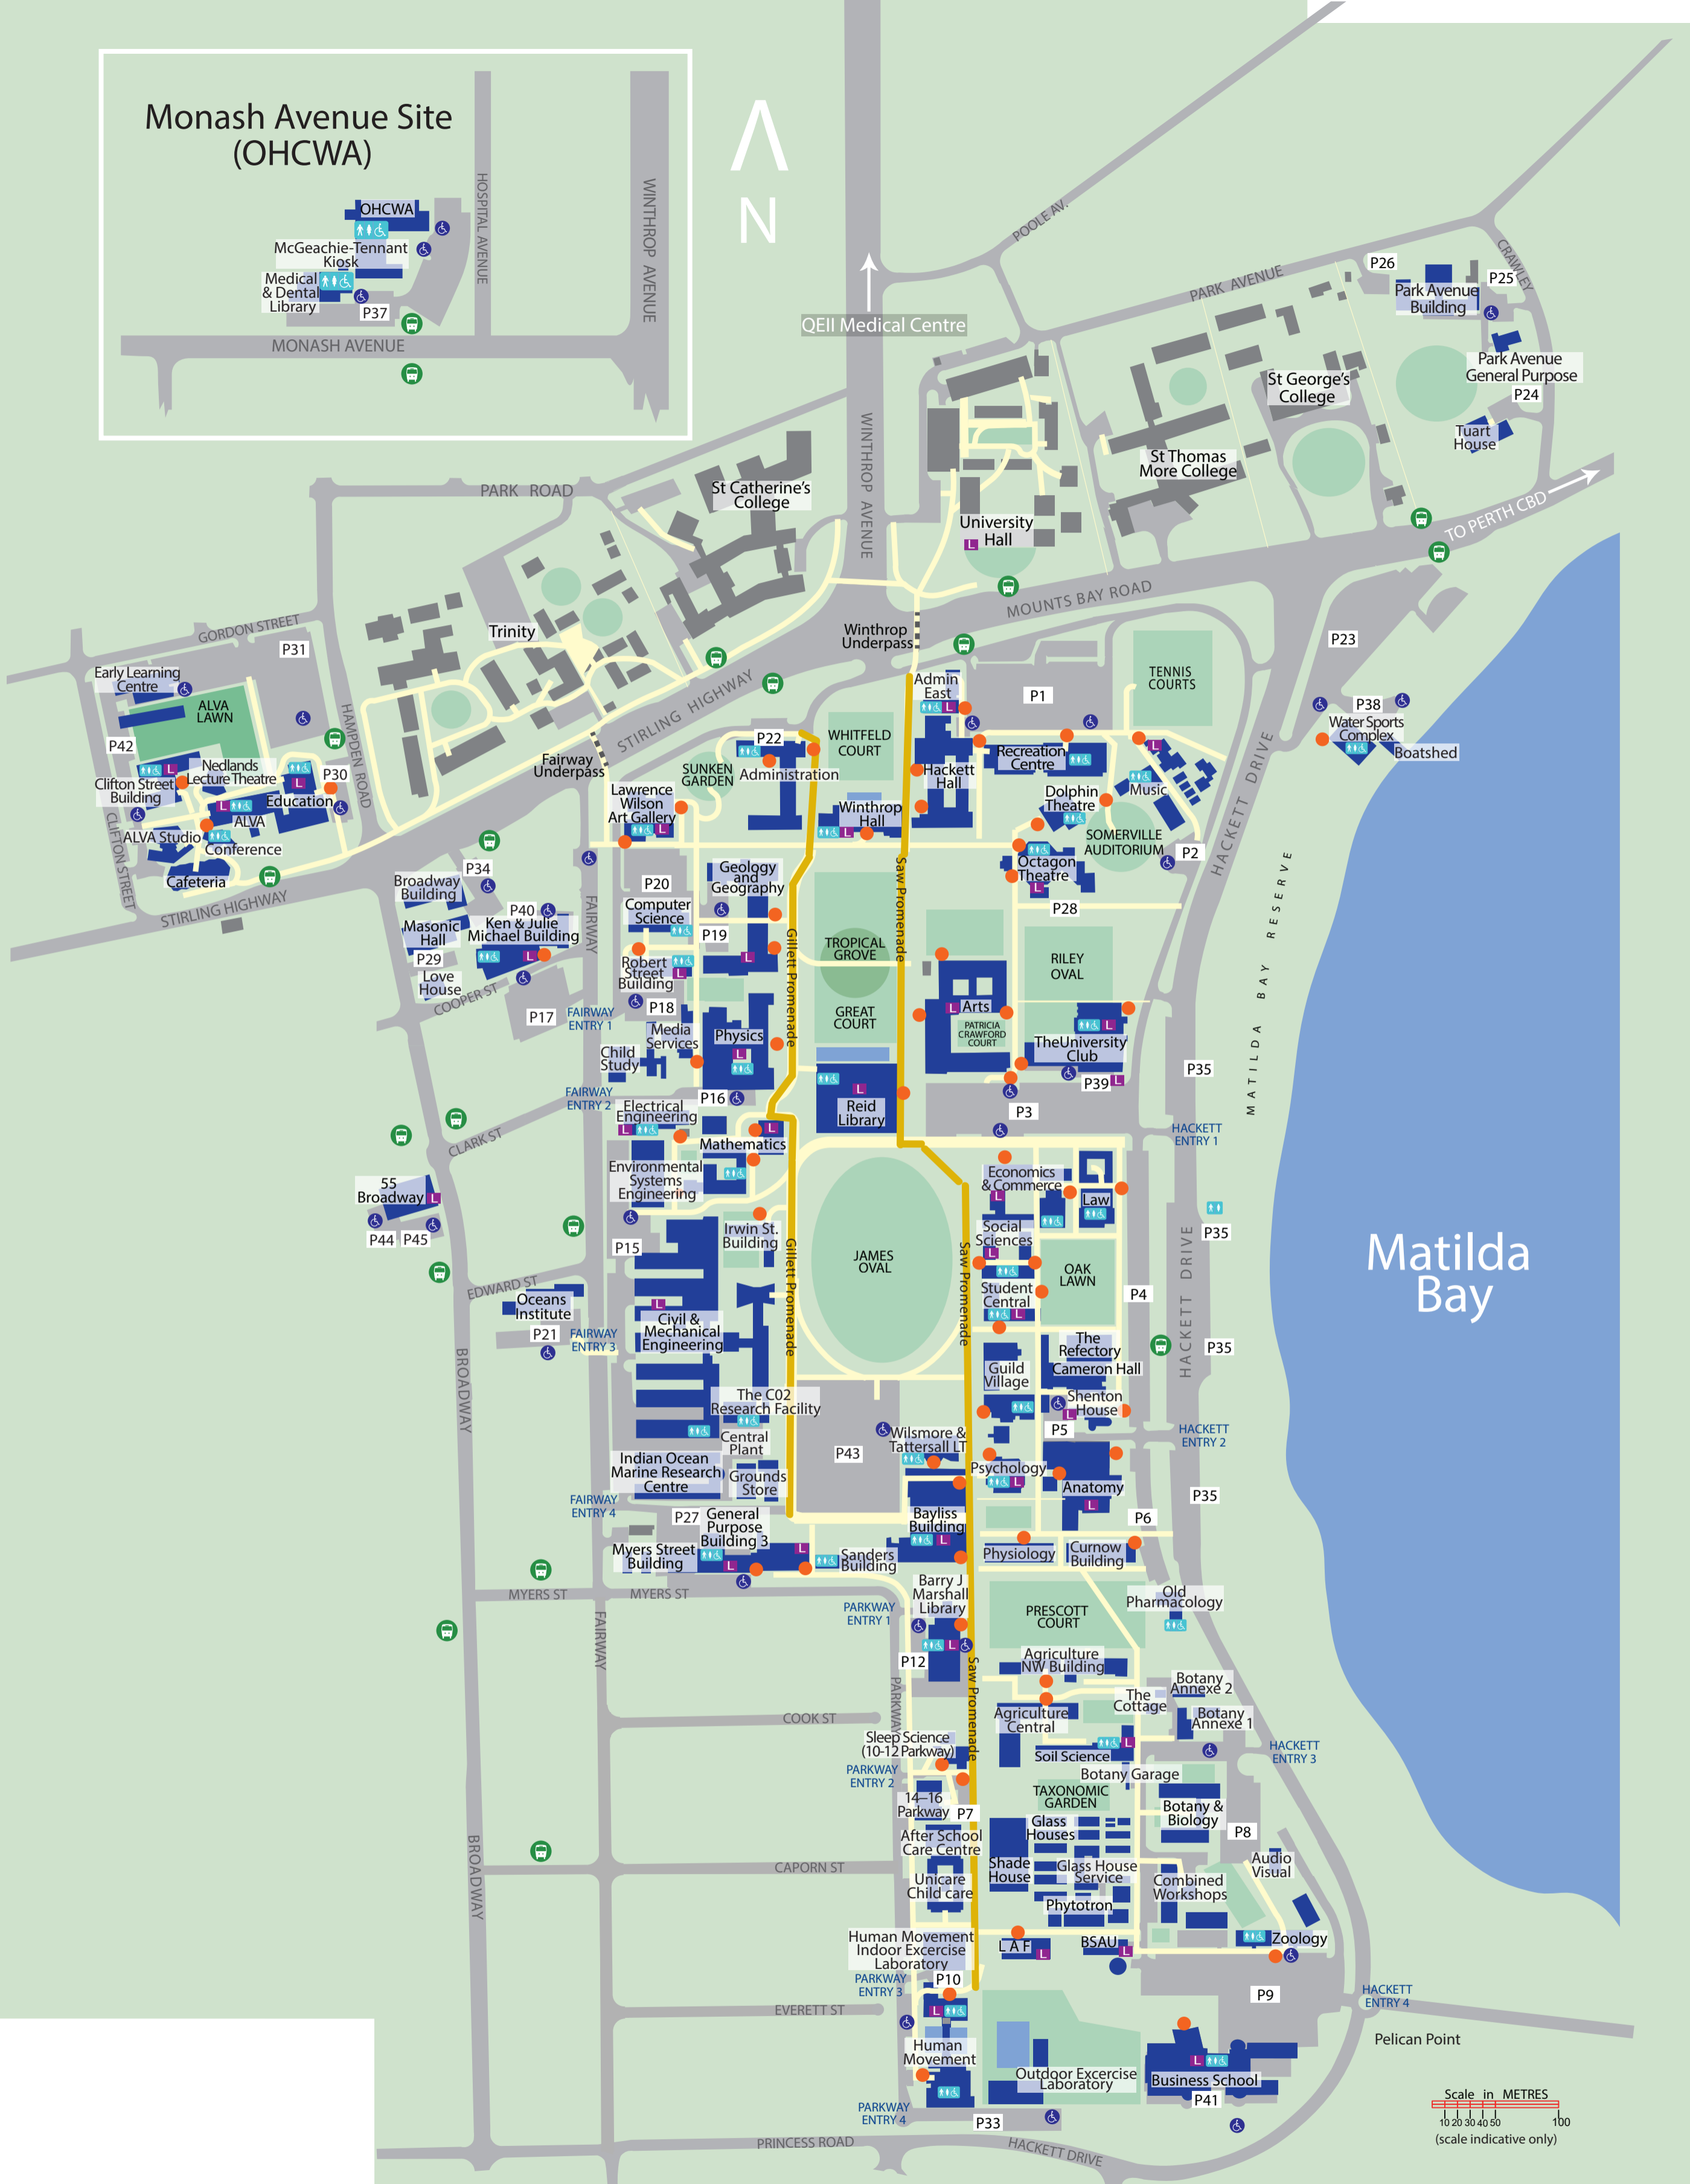 Monash Avenue Site
(OHCWA)
HOSPITAL AVENUE
WINTHROP AVENUE
OHCWA
McGeachie-Tennant
Kiosk
Medical
& Dental
Library
P37
MONASH AVENUE
N
QEII Medical Centre
POOLE AV.
PARK AVENUE
CRAWLEY
P26
P25
Park Avenue
Building
Park Avenue
General Purpose
P24
Tuart
House
St George's
College
St Thomas
More College
TO PERTH CBD
WINTHROP AVENUE
University
Hall
L
St Catherine's
College
PARK ROAD
MOUNTS BAY ROAD
Winthrop
Underpass
Trinity
GORDON STREET
P31
Early Learning
Centre
ALVA
LAWN
P42
HAMPDEN ROAD
STIRLING HIGHWAY
Fairway
Underpass
Nedlands
Lecture Theatre
Clifton Street
Building
L
L
L
P30
Education
ALVA
ALVA Studio
Conference
Cafeteria
CLIFTON STREET
STIRLING HIGHWAY
P23
P38
Water Sports
Complex
Boatshed
TENNIS
COURTS
P1
Admin
East
L
WHITFELD
COURT
P22
Administration
SUNKEN
GARDEN
Lawrence
Wilson
Art Gallery
L
Winthrop
Hall
L
Hackett
Hall
Recreation
Centre
L
Music
Dolphin
Theatre
SOMERVILLE
AUDITORIUM
P2
Octagon
Theatre
L
P28
HACKETT DRIVE
MATILDA BAY RESERVE
P34
Broadway
Building
P40
Masonic
Hall
Ken & Julie
Michael Building
L
P29
Love
House
COOPER ST
P17
FAIRWAY
P20
Geology
and
Geography
Computer
Science
P19
L
Robert
Street
Building
L
P18
FAIRWAY
ENTRY 1
Media
Services
Physics
L
Child
Study
FAIRWAY
ENTRY 2
P16
Gillett Promenade
Saw Promenade
TROPICAL
GROVE
GREAT
COURT
Reid
Library
L
RILEY
OVAL
L
Arts
PATRICIA
CRAWFORD
COURT
L
TheUniversity
Club
P39
L
P3
P35
HACKETT
ENTRY 1
CLARK ST
Electrical
Engineering
L
L
Mathematics
Environmental
Systems
Engineering
55
Broadway
L
P44
P45
P15
Irwin St.
Building
EDWARD ST
Oceans
Institute
P21
FAIRWAY
ENTRY 3
L
Civil &
Mechanical
Engineering
Gillett Promenade
JAMES
OVAL
Saw Promenade
Economics
& Commerce
L
Law
Social
Sciences
L
OAK
LAWN
Student
Central
L
P4
P35
HACKETT DRIVE
P35
Matilda
Bay
The
Refectory
Cameron Hall
Guild
Village
Shenton
House
L
P5
HACKETT
ENTRY 2
BROADWAY
The C02
Research Facility
Central
Plant
Indian Ocean
Marine Research
Centre
Grounds
Store
P43
Wilsmore &
Tattersall LT
Psychology
L
Anatomy
L
P35
FAIRWAY
ENTRY 4
P27
General
Purpose
Building 3
L
L
Myers Street
Building
Sanders
Building
Bayliss
Building
L
P6
Physiology
Curnow
Building
MYERS ST
MYERS ST
PARKWAY
ENTRY 1
Barry J
Marshall
Library
L
P12
PRESCOTT
COURT
Old
Pharmacology
FAIRWAY
PARKWAY
Saw Promenade
Agriculture
NW Building
Botany
Annexe 2
The
Cottage
Botany
Annexe 1
Agriculture
Central
L
Soil Science
HACKETT
ENTRY 3
COOK ST
Sleep Science
(10-12 Parkway)
PARKWAY
ENTRY 2
Botany Garage
TAXONOMIC
GARDEN
14–16
Parkway
P7
Botany &
Biology
P8
Glass
Houses
After School
Care Centre
Audio
Visual
BROADWAY
CAPORN ST
Shade
House
Glass House
Service
Unicare
Child care
Combined
Workshops
Phytotron
Human Movement
Indoor Excercise
Laboratory
L A F
L
BSAU
L
Zoology
PARKWAY
ENTRY 3
P10
L
P9
HACKETT
ENTRY 4
EVERETT ST
Pelican Point
Human
Movement
Outdoor Excercise
Laboratory
L
Business School
P41
PARKWAY
ENTRY 4
P33
PRINCESS ROAD
HACKETT DRIVE
Scale in METRES
10 20 30 40 50 100
(scale indicative only)